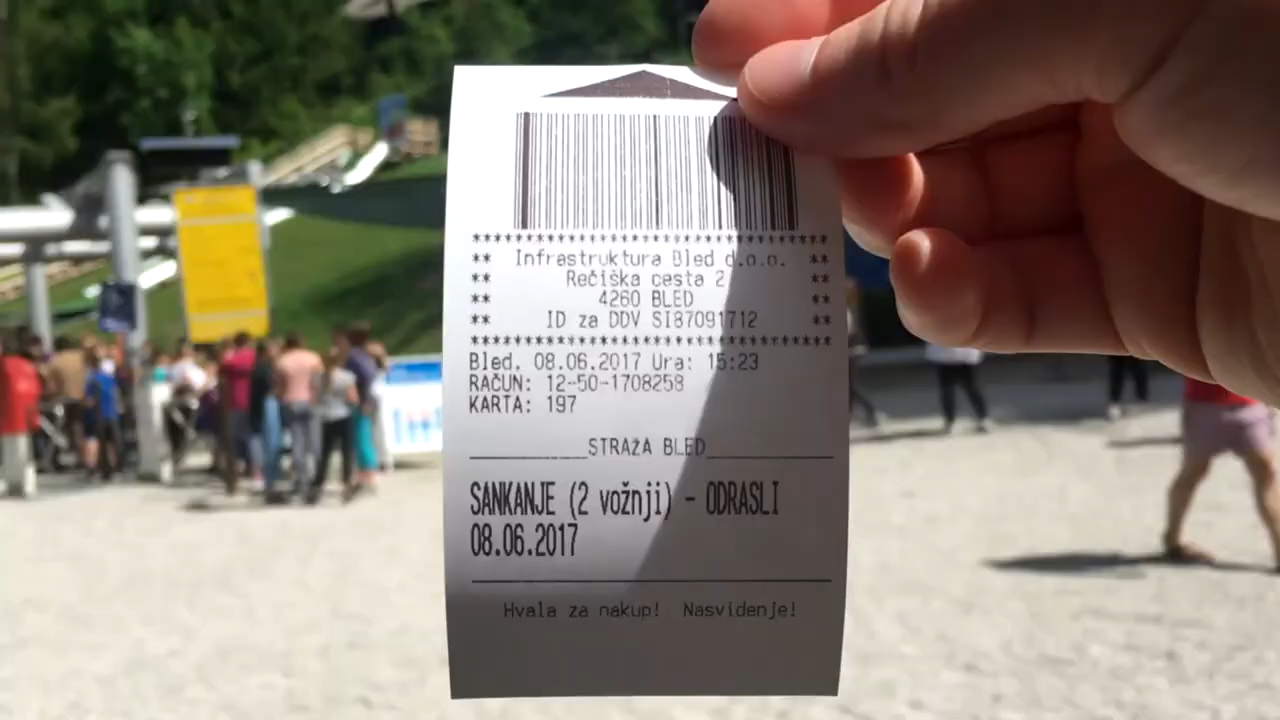 ***********************************
** Infrastruktura Bled d.o.o. **
** Rečiška cesta 2 **
** 4260 BLED **
** ID za DDV SI87091712 **
***********************************
Bled. 08.06.2017 Ura: 15:23
RAČUN: 12-50-1708258
KARTA: 197
STRAŽA BLED
SANKANJE (2 vožnji) - ODRASLI
08.06.2017
Hvala za nakup! Nasvidenje!